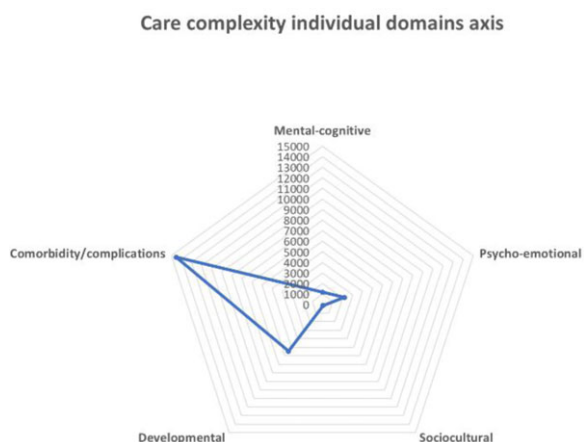 Care complexity individual domains axis
Mental-cognitive
15000
14000
13000
12000
11000
10000
9000
8000
7000
6000
5000
4000
3000
2000
1000
0
Comorbidity/complications
Psycho-emotional
Developmental
Sociocultural